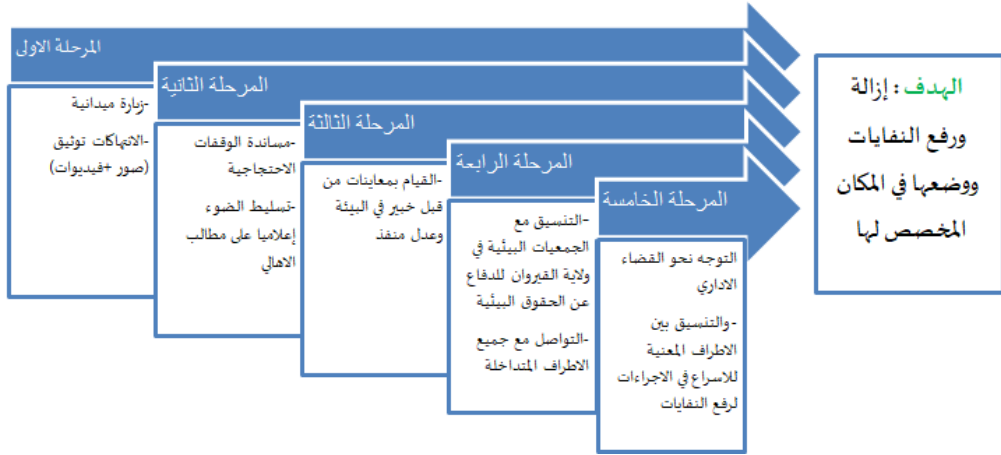 المرحلة الاولى
-زيارة ميدانية
-الانتهاكات توثيق
(صور +فيديوات)
المرحلة الثانية
-مساندة الوقفات
الاحتجاجية
-تسليط الضوء
إعلاميا على مطالب
الاهالي
المرحلة الثالثة
-القيام بمعاينات من
قبل خبير في البيئة
وعدل منفذ
المرحلة الرابعة
-التنسيق مع
الجمعيات البيئية في
ولاية القيروان للدفاع
عن الحقوق البيئية
-التواصل مع جميع
الاطراف المتداخلة
المرحلة الخامسة
التوجه نحو القضاء
الاداري
-والتنسيق بين
الاطراف المعنية
للاسراع في الاجراءات
لرفع النفايات
الهدف : إزالة
ورفع النفايات
ووضعها في المكان
المخصص لها